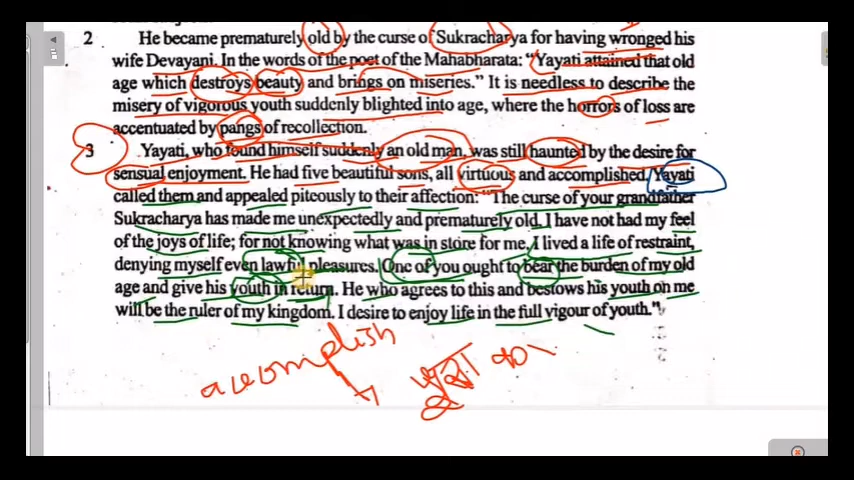 2 He became prematurely old by the curse of Sukracharya for having wronged his
wife Devayani. In the words of the poet of the Mahabharata: "Yayati attained that old
age which destroys beauty and brings on miseries." It is needless to describe the
misery of vigorous youth suddenly blighted into age, where the horrors of loss are
accentuated by pangs of recollection.
3 Yayati, who found himself suddenly an old man, was still haunted by the desire for
sensual enjoyment. He had five beautiful sons, all virtuous and accomplished. Yayati
called them and appealed piteously to their affection: "The curse of your grandfather
Sukracharya has made me unexpectedly and prematurely old. I have not had my feel
of the joys of life; for not knowing what was in store for me, I lived a life of restraint,
denying myself even lawful pleasures. One of you ought to bear the burden of my old
age and give his youth in return. He who agrees to this and bestows his youth on me
will be the ruler of my kingdom. I desire to enjoy life in the full vigour of youth."
accomplish